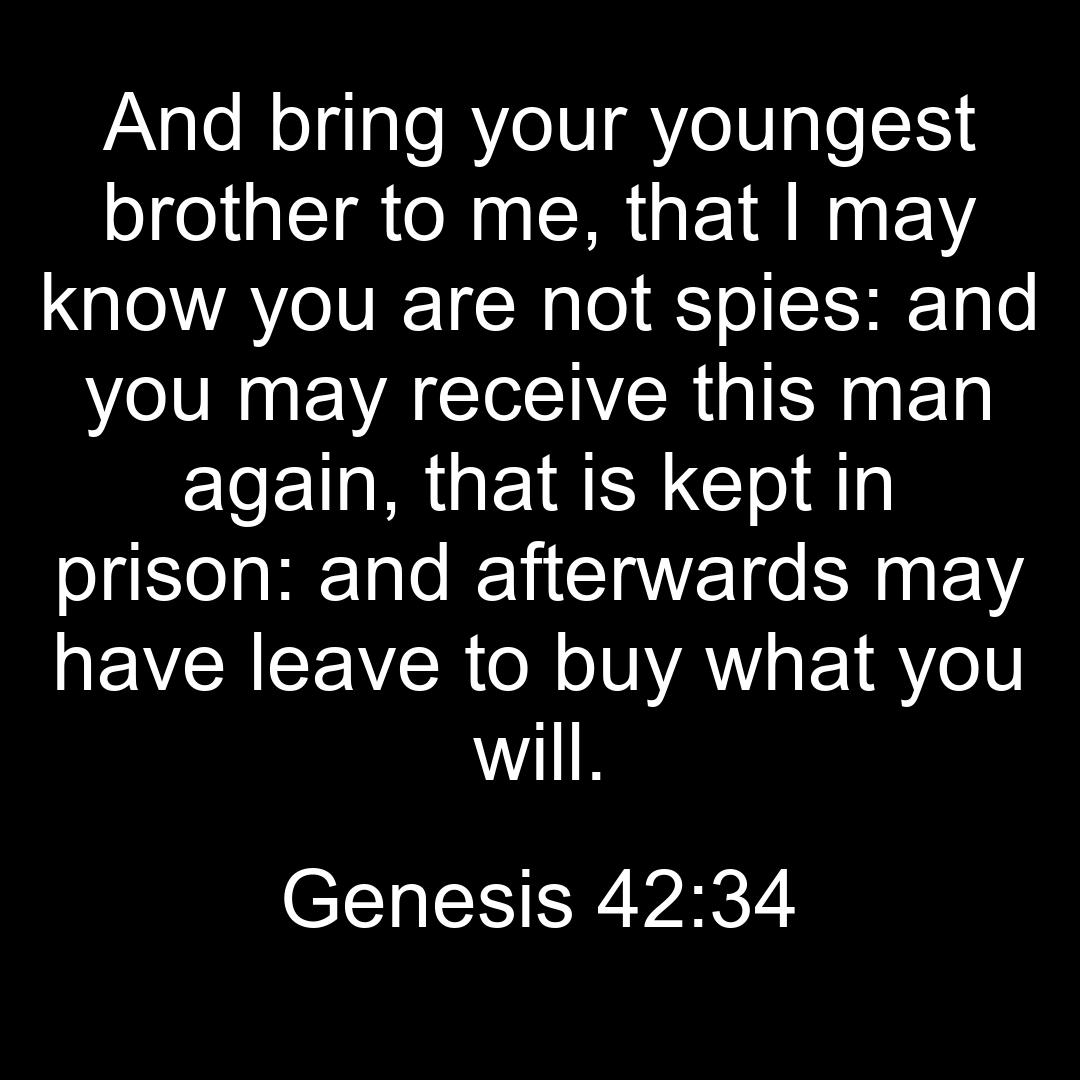 And bring your youngest
brother to me, that I may
know you are not spies: and
you may receive this man
again, that is kept in
prison: and afterwards may
have leave to buy what you
will.
Genesis 42:34